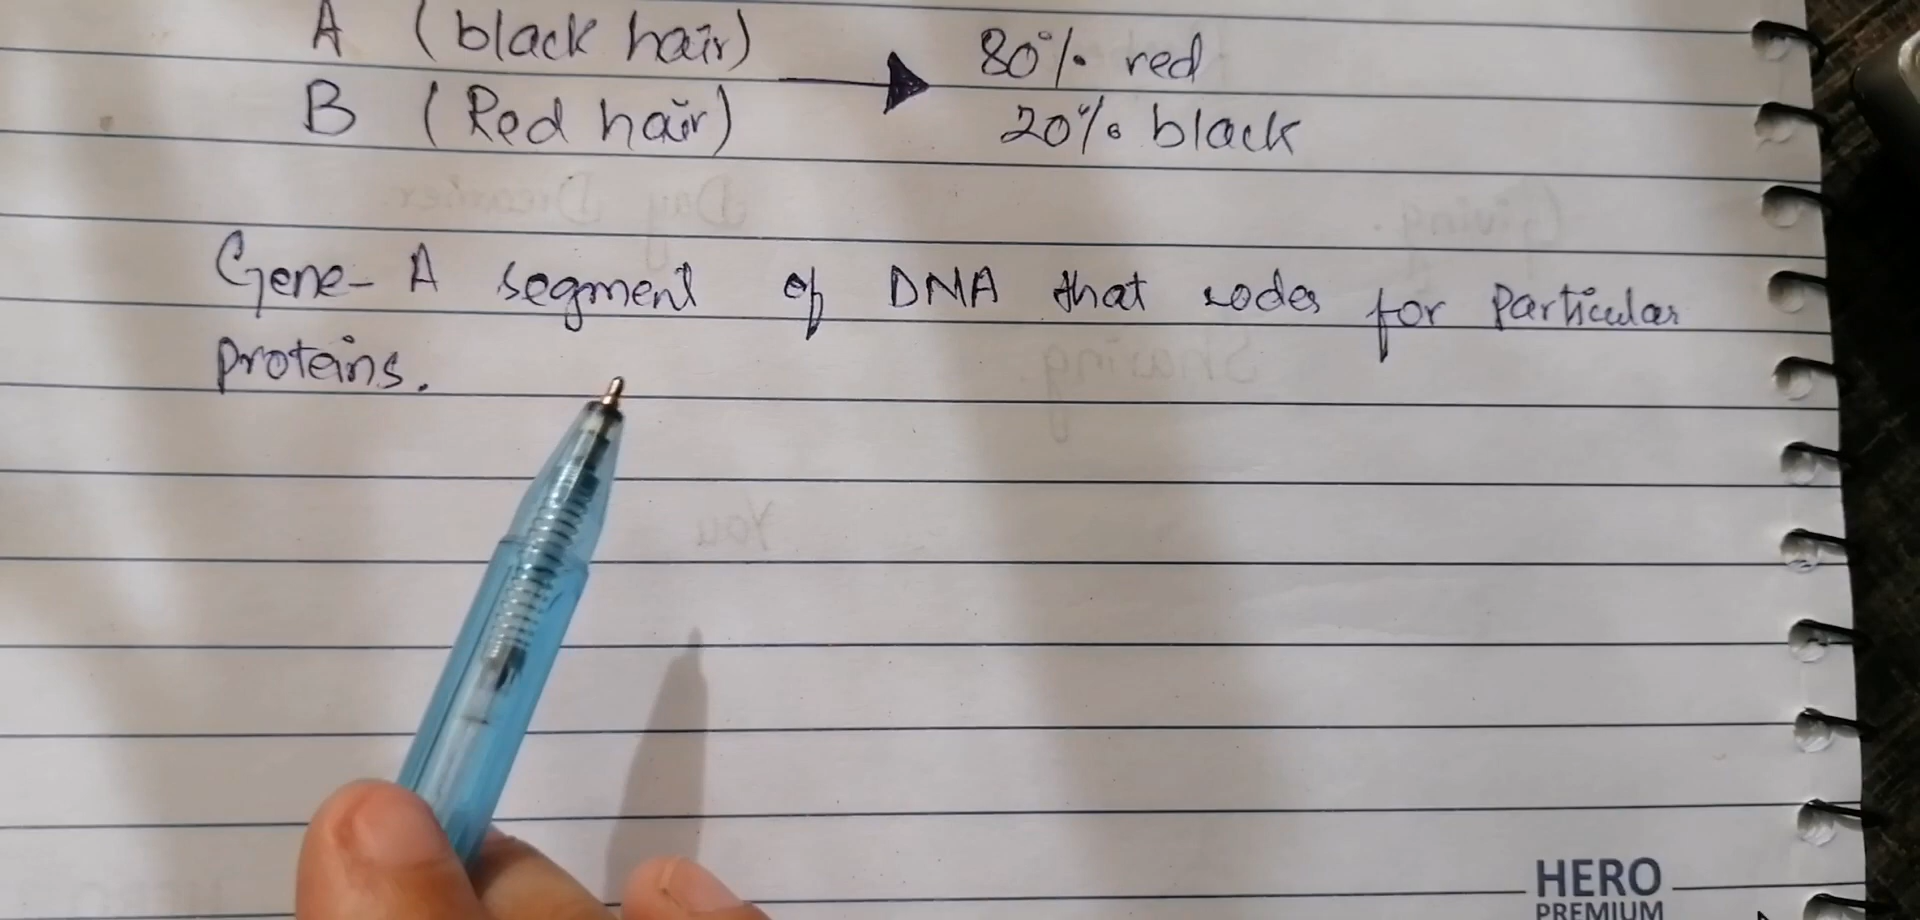 A (black hair) → 80% red
B (Red hair) 20% black
Gene- A segment of DNA that codes for Particular
proteins.
HERO
PREMIUM